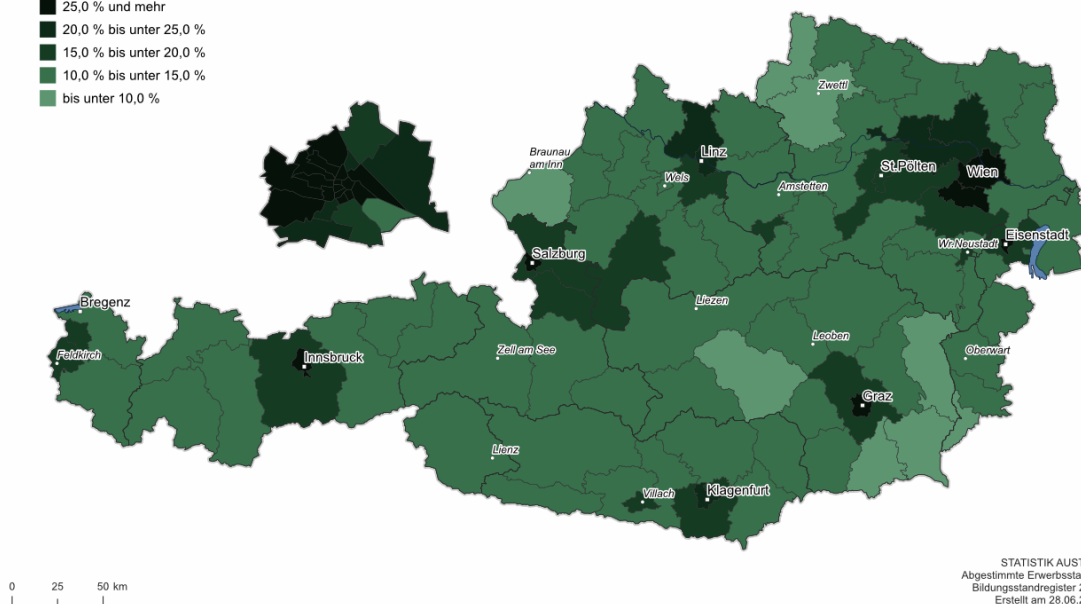 25,0 % und mehr
20,0 % bis unter 25,0 %
15,0 % bis unter 20,0 %
10,0 % bis unter 15,0 %
bis unter 10,0 %
Zwettl
Linz
Braunau
am Inn
St.Pölten
Wien
Wels
Amstetten
Eisenstadt
Wr.Neustadt
Salzburg
Bregenz
Liezen
Leoben
Feldkirch
Innsbruck
Zell am See
Oberwart
Graz
Lienz
Villach
Klagenfurt
STATISTIK AUST
Abgestimmte Erwerbssta
Bildungsstandregister 2
Erstellt am 28.06.2
0 25 50 km